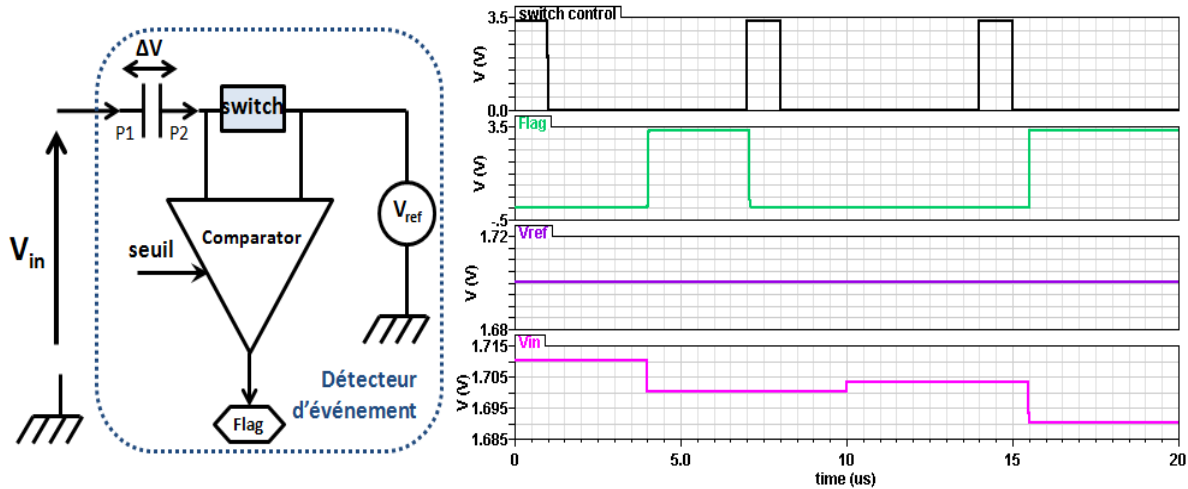 ΔV
P1
P2
switch
Vref
Comparator
seuil
Vin
Détecteur
d'événement
Flag
switch control
3.5
V (V)
0.0
Flag
3.5
V (V)
-.5
Vref
1.72
V (V)
1.68
Vin
1.715
1.705
V (V)
1.695
1.685
0
5.0
10
15
20
time (us)